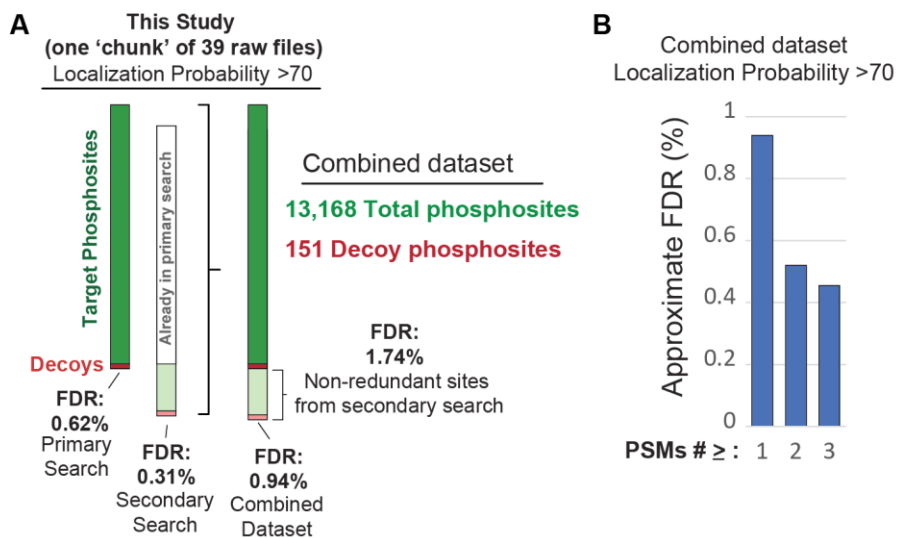 A
This Study
(one ‘chunk’ of 39 raw files)
Localization Probability >70
Target Phosphosites
Already in primary search
Decoys
FDR:
0.62%
Primary
Search
FDR:
0.31%
Secondary
Search
FDR:
0.94%
Combined
Dataset
Combined dataset
13,168 Total phosphosites
151 Decoy phosphosites
FDR:
1.74%
Non-redundant sites
from secondary search
B
Combined dataset
Localization Probability >70
Approximate FDR (%)
1
0.8
0.6
0.4
0.2
0
PSMs # ≥ : 1 2 3